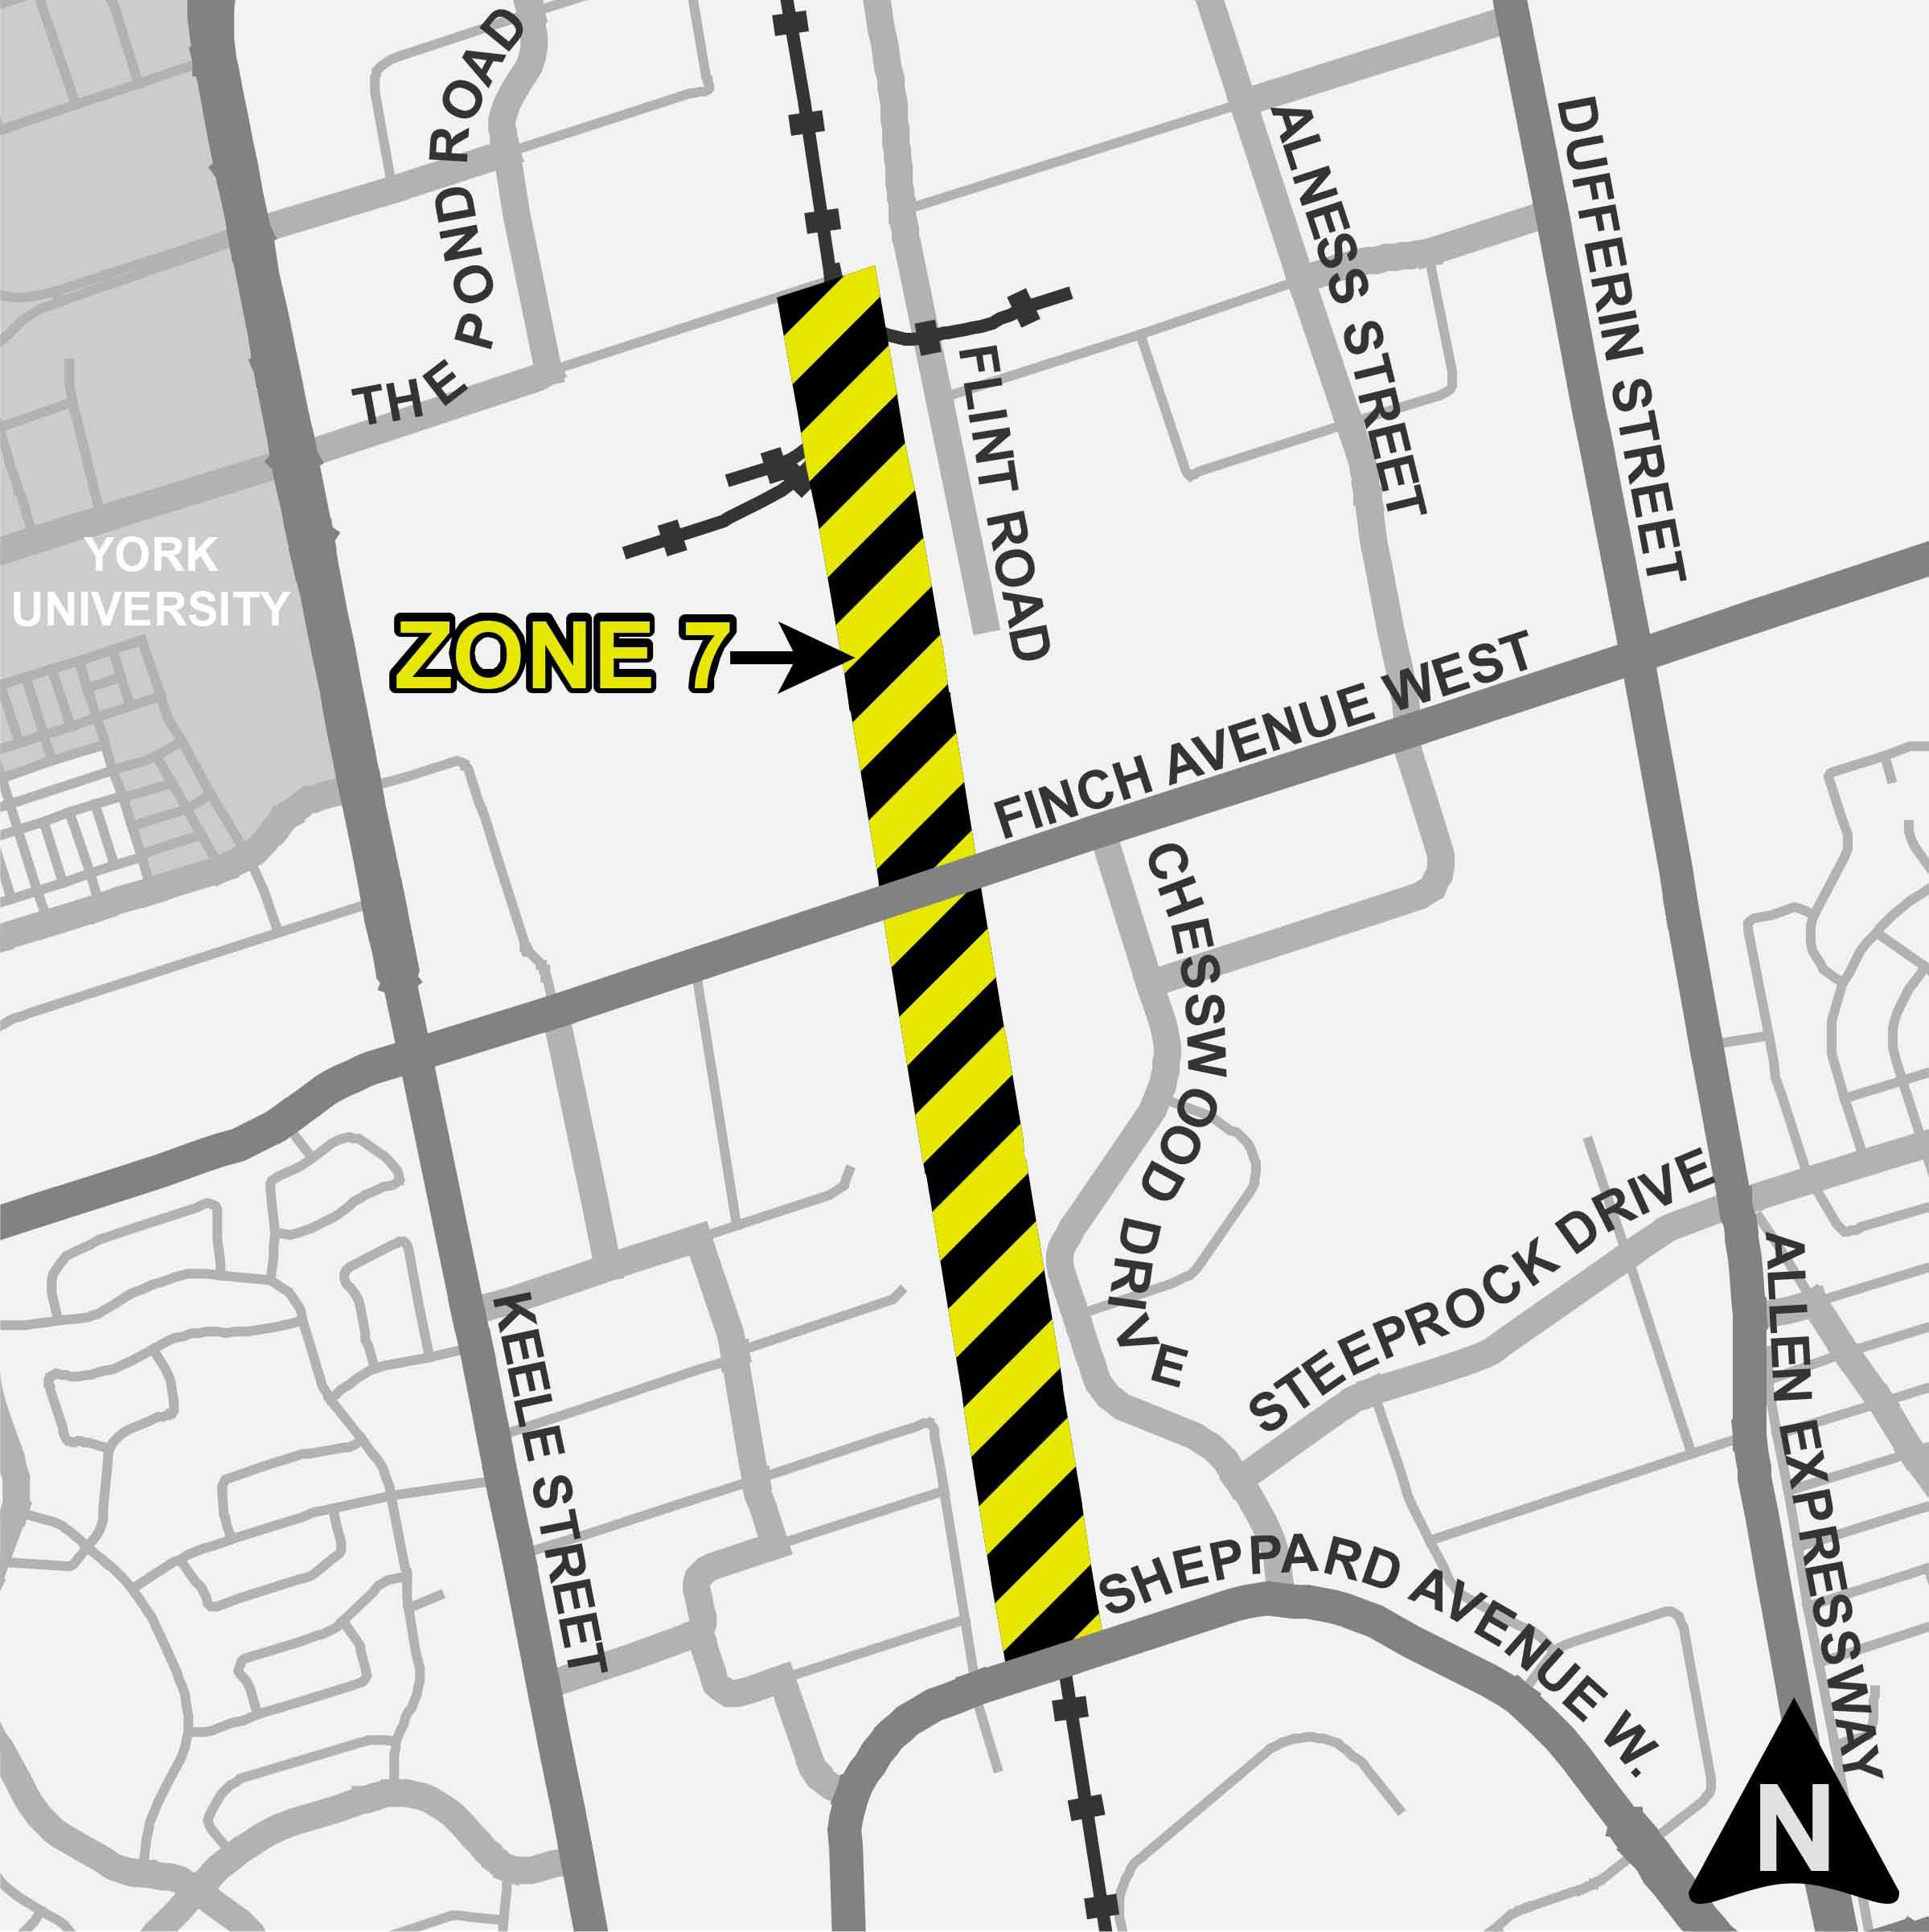 THE POND ROAD
ALNESS STREET
DUFFERIN STREET
FLINT ROAD
YORK
UNIVERSITY
ZONE 7
FINCH AVENUE WEST
CHESSWOOD DRIVE
STEEPROCK DRIVE
KEELE STREET
ALLEN EXPRESSWAY
SHEPPARD AVENUE W.
N